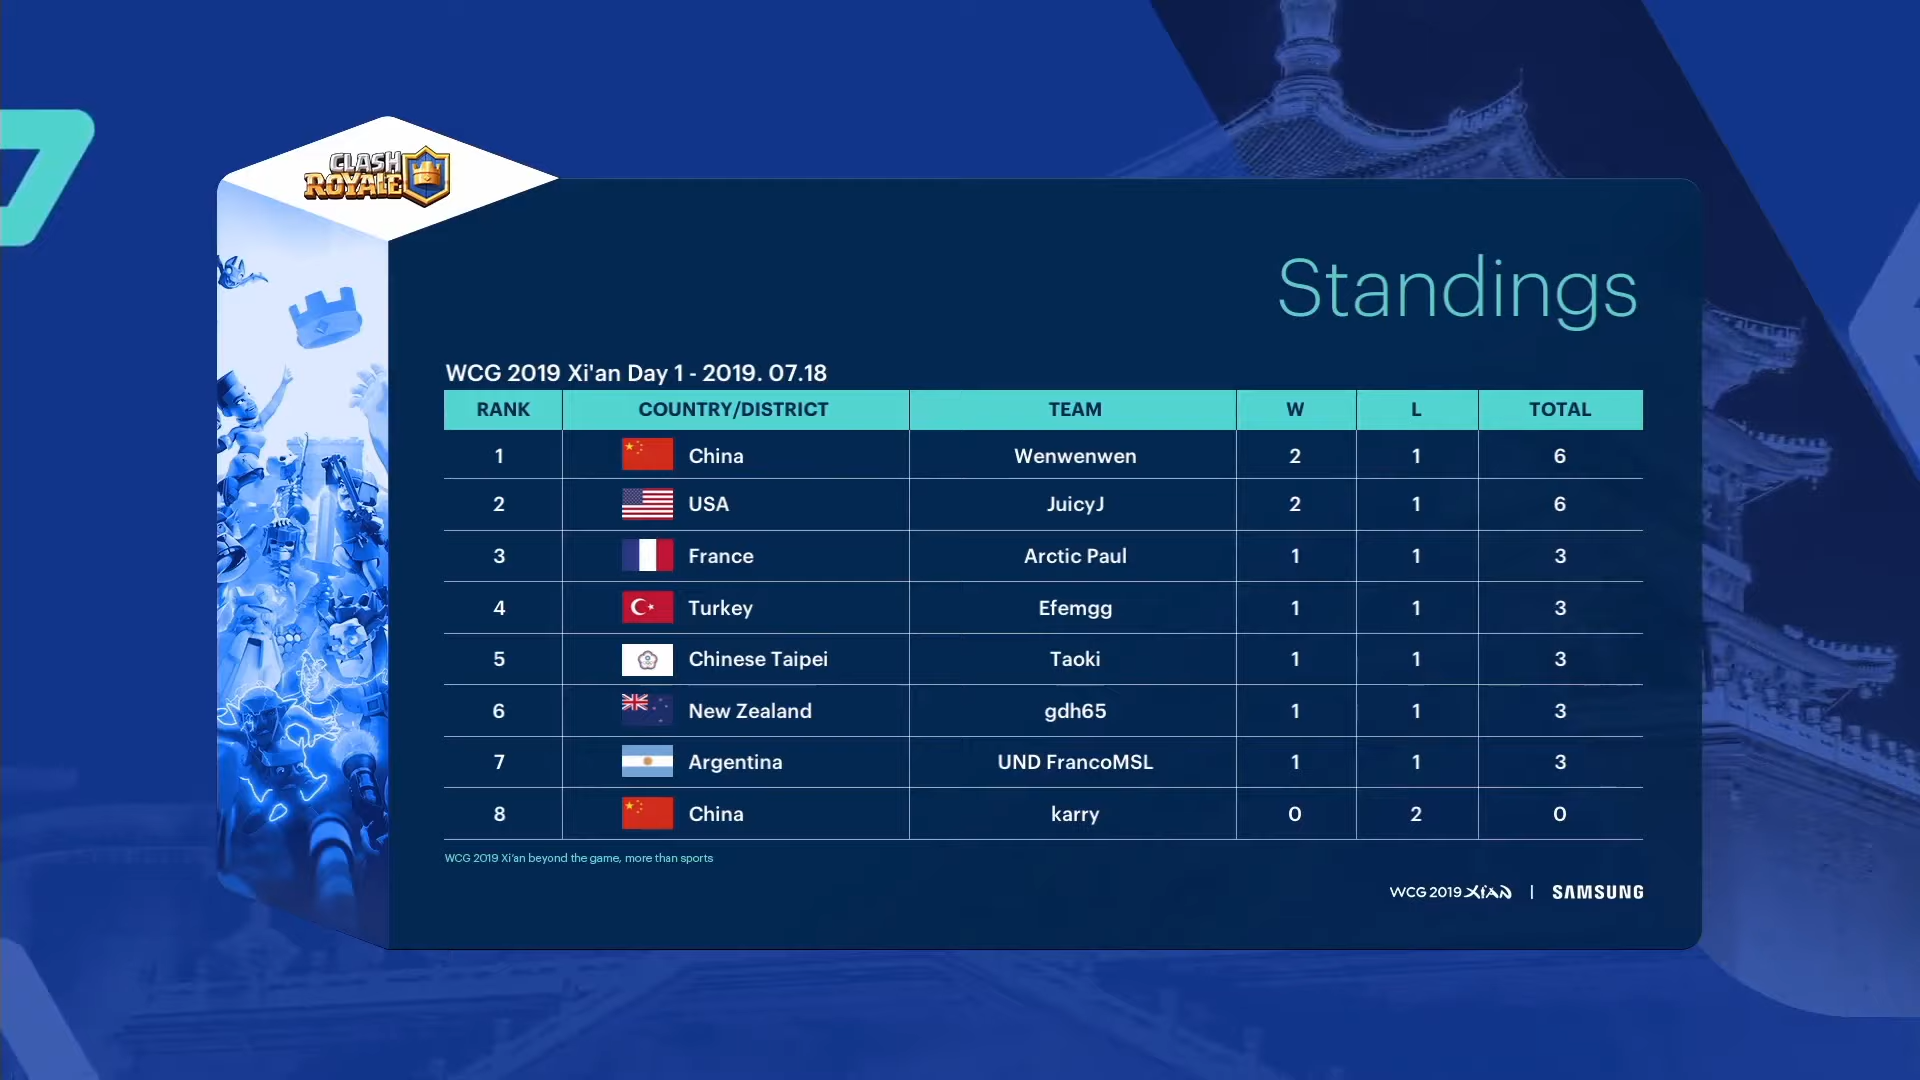 CLASH
ROYALE
Standings
WCG 2019 Xi'an Day 1 - 2019. 07.18
RANK COUNTRY/DISTRICT TEAM W L TOTAL
1 China Wenwenwen 2 1 6
2 USA JuicyJ 2 1 6
3 France Arctic Paul 1 1 3
4 Turkey Efemgg 1 1 3
5 Chinese Taipei Taoki 1 1 3
6 New Zealand gdh65 1 1 3
7 Argentina UND FrancoMSL 1 1 3
8 China karry 0 2 0
WCG 2019 Xi'an beyond the game, more than sports
WCG 2019 XI'AN | SAMSUNG